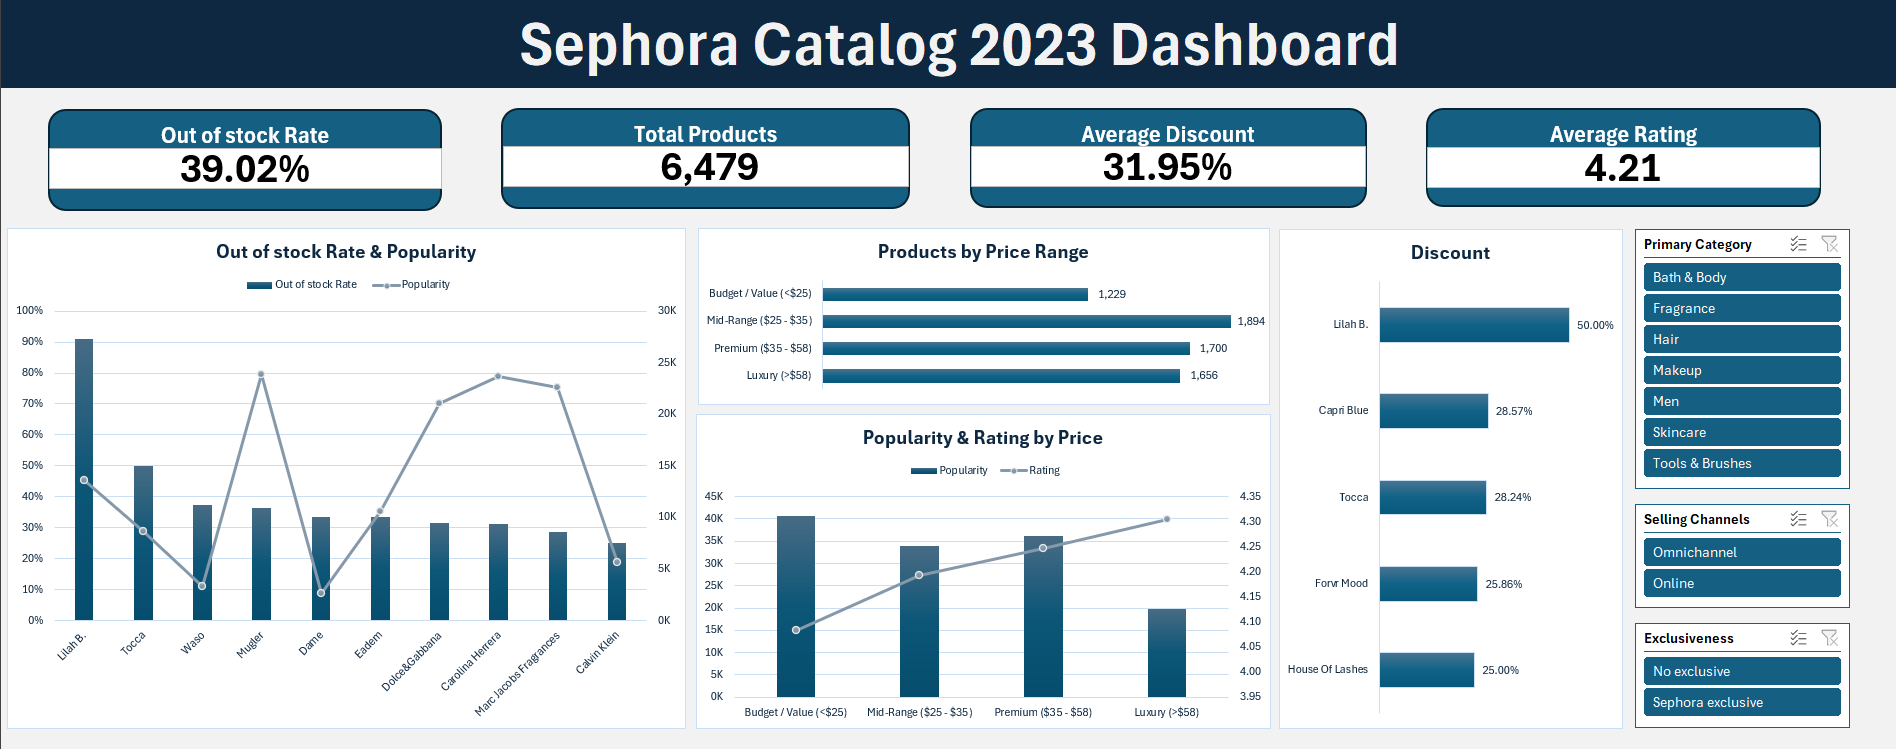 Sephora Catalog 2023 Dashboard
Out of stock Rate
39.02%
Total Products
6,479
Average Discount
31.95%
Average Rating
4.21
Out of stock Rate & Popularity
Out of stock Rate
Popularity
100%
90%
80%
70%
60%
50%
40%
30%
20%
10%
0%
30K
25K
20K
15K
10K
5K
0K
Lilah B.
Tocca
Waso
Mugler
Dame
Eadem
Dolce&Gabbana
Carolina Herrera
Marc Jacobs Fragrances
Calvin Klein
Products by Price Range
Budget / Value (<$25)
1,229
Mid-Range ($25 - $35)
1,894
Premium ($35 - $58)
1,700
Luxury (>$58)
1,656
Popularity & Rating by Price
Popularity
Rating
45K
40K
35K
30K
25K
20K
15K
10K
5K
0K
4.35
4.30
4.25
4.20
4.15
4.10
4.05
4.00
3.95
Budget / Value (<$25)
Mid-Range ($25 - $35)
Premium ($35 - $58)
Luxury (>$58)
Discount
Lilah B.
50.00%
Capri Blue
28.57%
Tocca
28.24%
Forvr Mood
25.86%
House Of Lashes
25.00%
Primary Category
Bath & Body
Fragrance
Hair
Makeup
Men
Skincare
Tools & Brushes
Selling Channels
Omnichannel
Online
Exclusiveness
No exclusive
Sephora exclusive